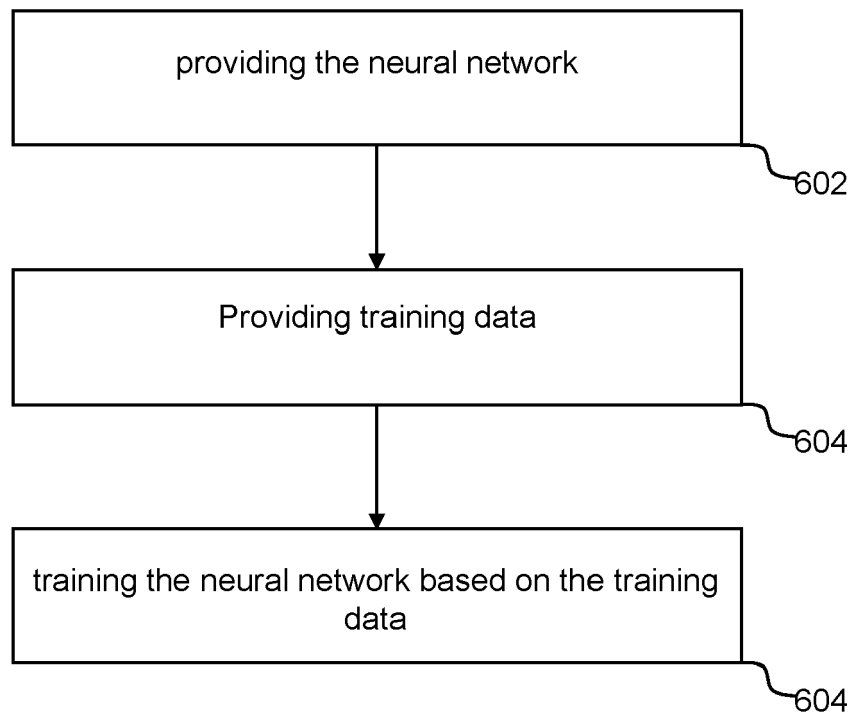 providing the neural network
602
Providing training data
604
training the neural network based on the training
data
604